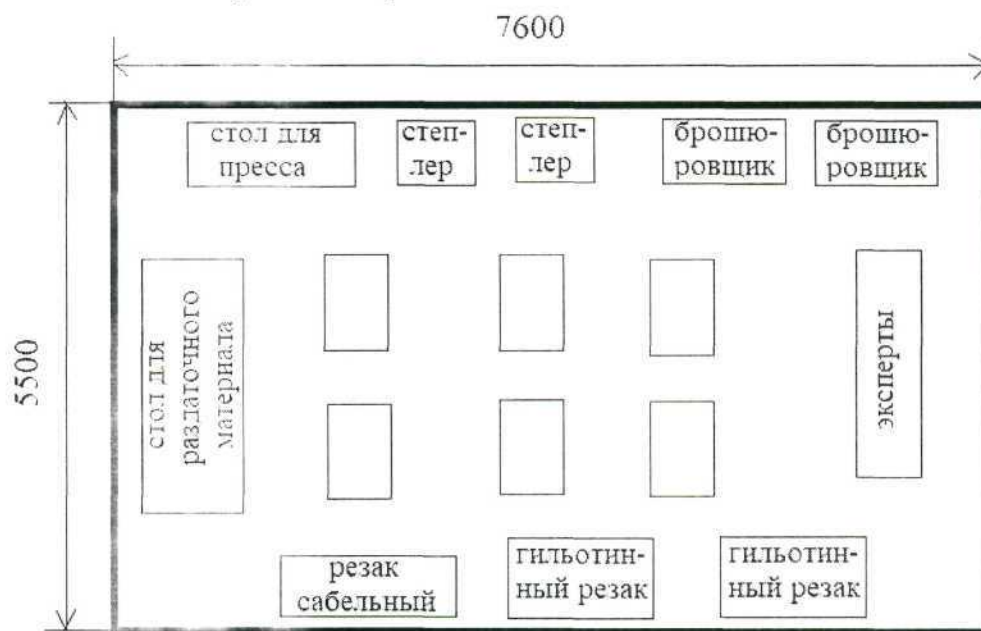 7600
стол для
пресса
степ-
лер
степ-
лер
брошю-
ровщик
брошю-
ровщик
5500
стол для
раздаточного
материала
эксперты
резак
сабельный
гильотин-
ный резак
гильотин-
ный резак